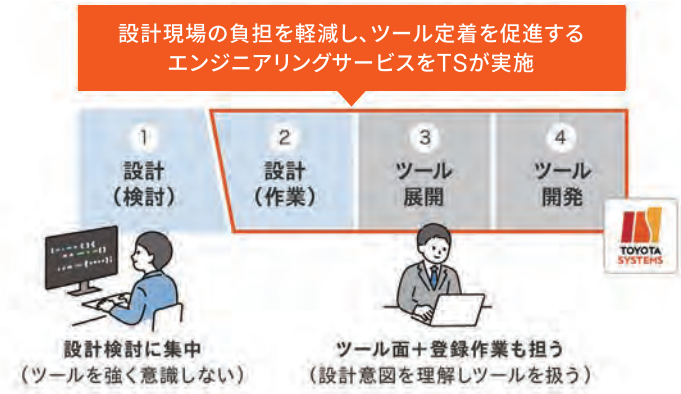 設計現場の負担を軽減し、ツール定着を促進する
エンジニアリングサービスをTSが実施
1
設計
（検討）
2
設計
（作業）
3
ツール
展開
4
ツール
開発
TOYOTA
SYSTEMS
設計検討に集中
（ツールを強く意識しない）
ツール面＋登録作業も担う
（設計意図を理解しツールを扱う）